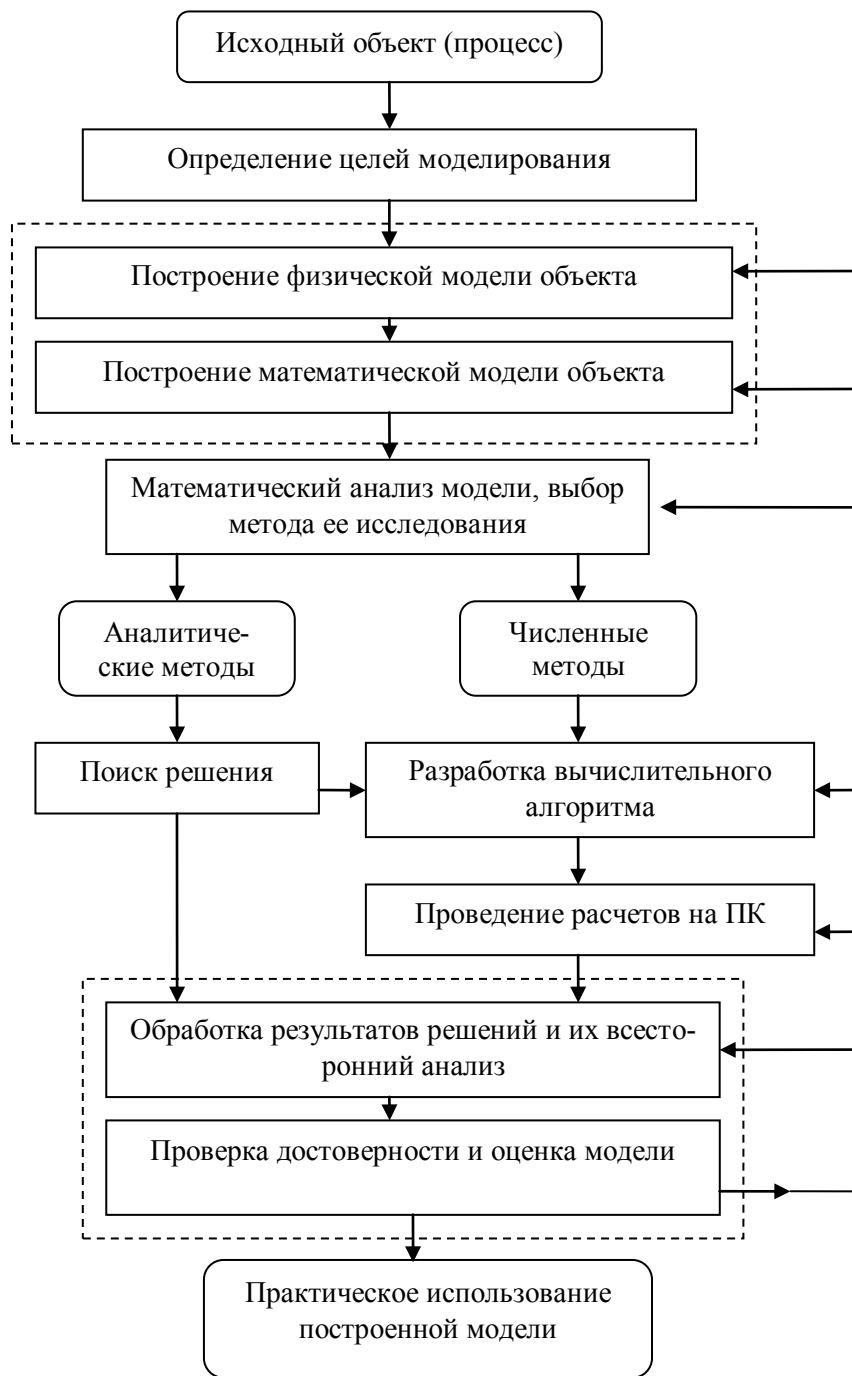 Исходный объект (процесс)
Определение целей моделирования
Построение физической модели объекта
Построение математической модели объекта
Математический анализ модели, выбор
метода ее исследования
Аналитиче-
ские методы
Численные
методы
Поиск решения
Разработка вычислительного
алгоритма
Проведение расчетов на ПК
Обработка результатов решений и их всесто-
ронний анализ
Проверка достоверности и оценка модели
Практическое использование
построенной модели